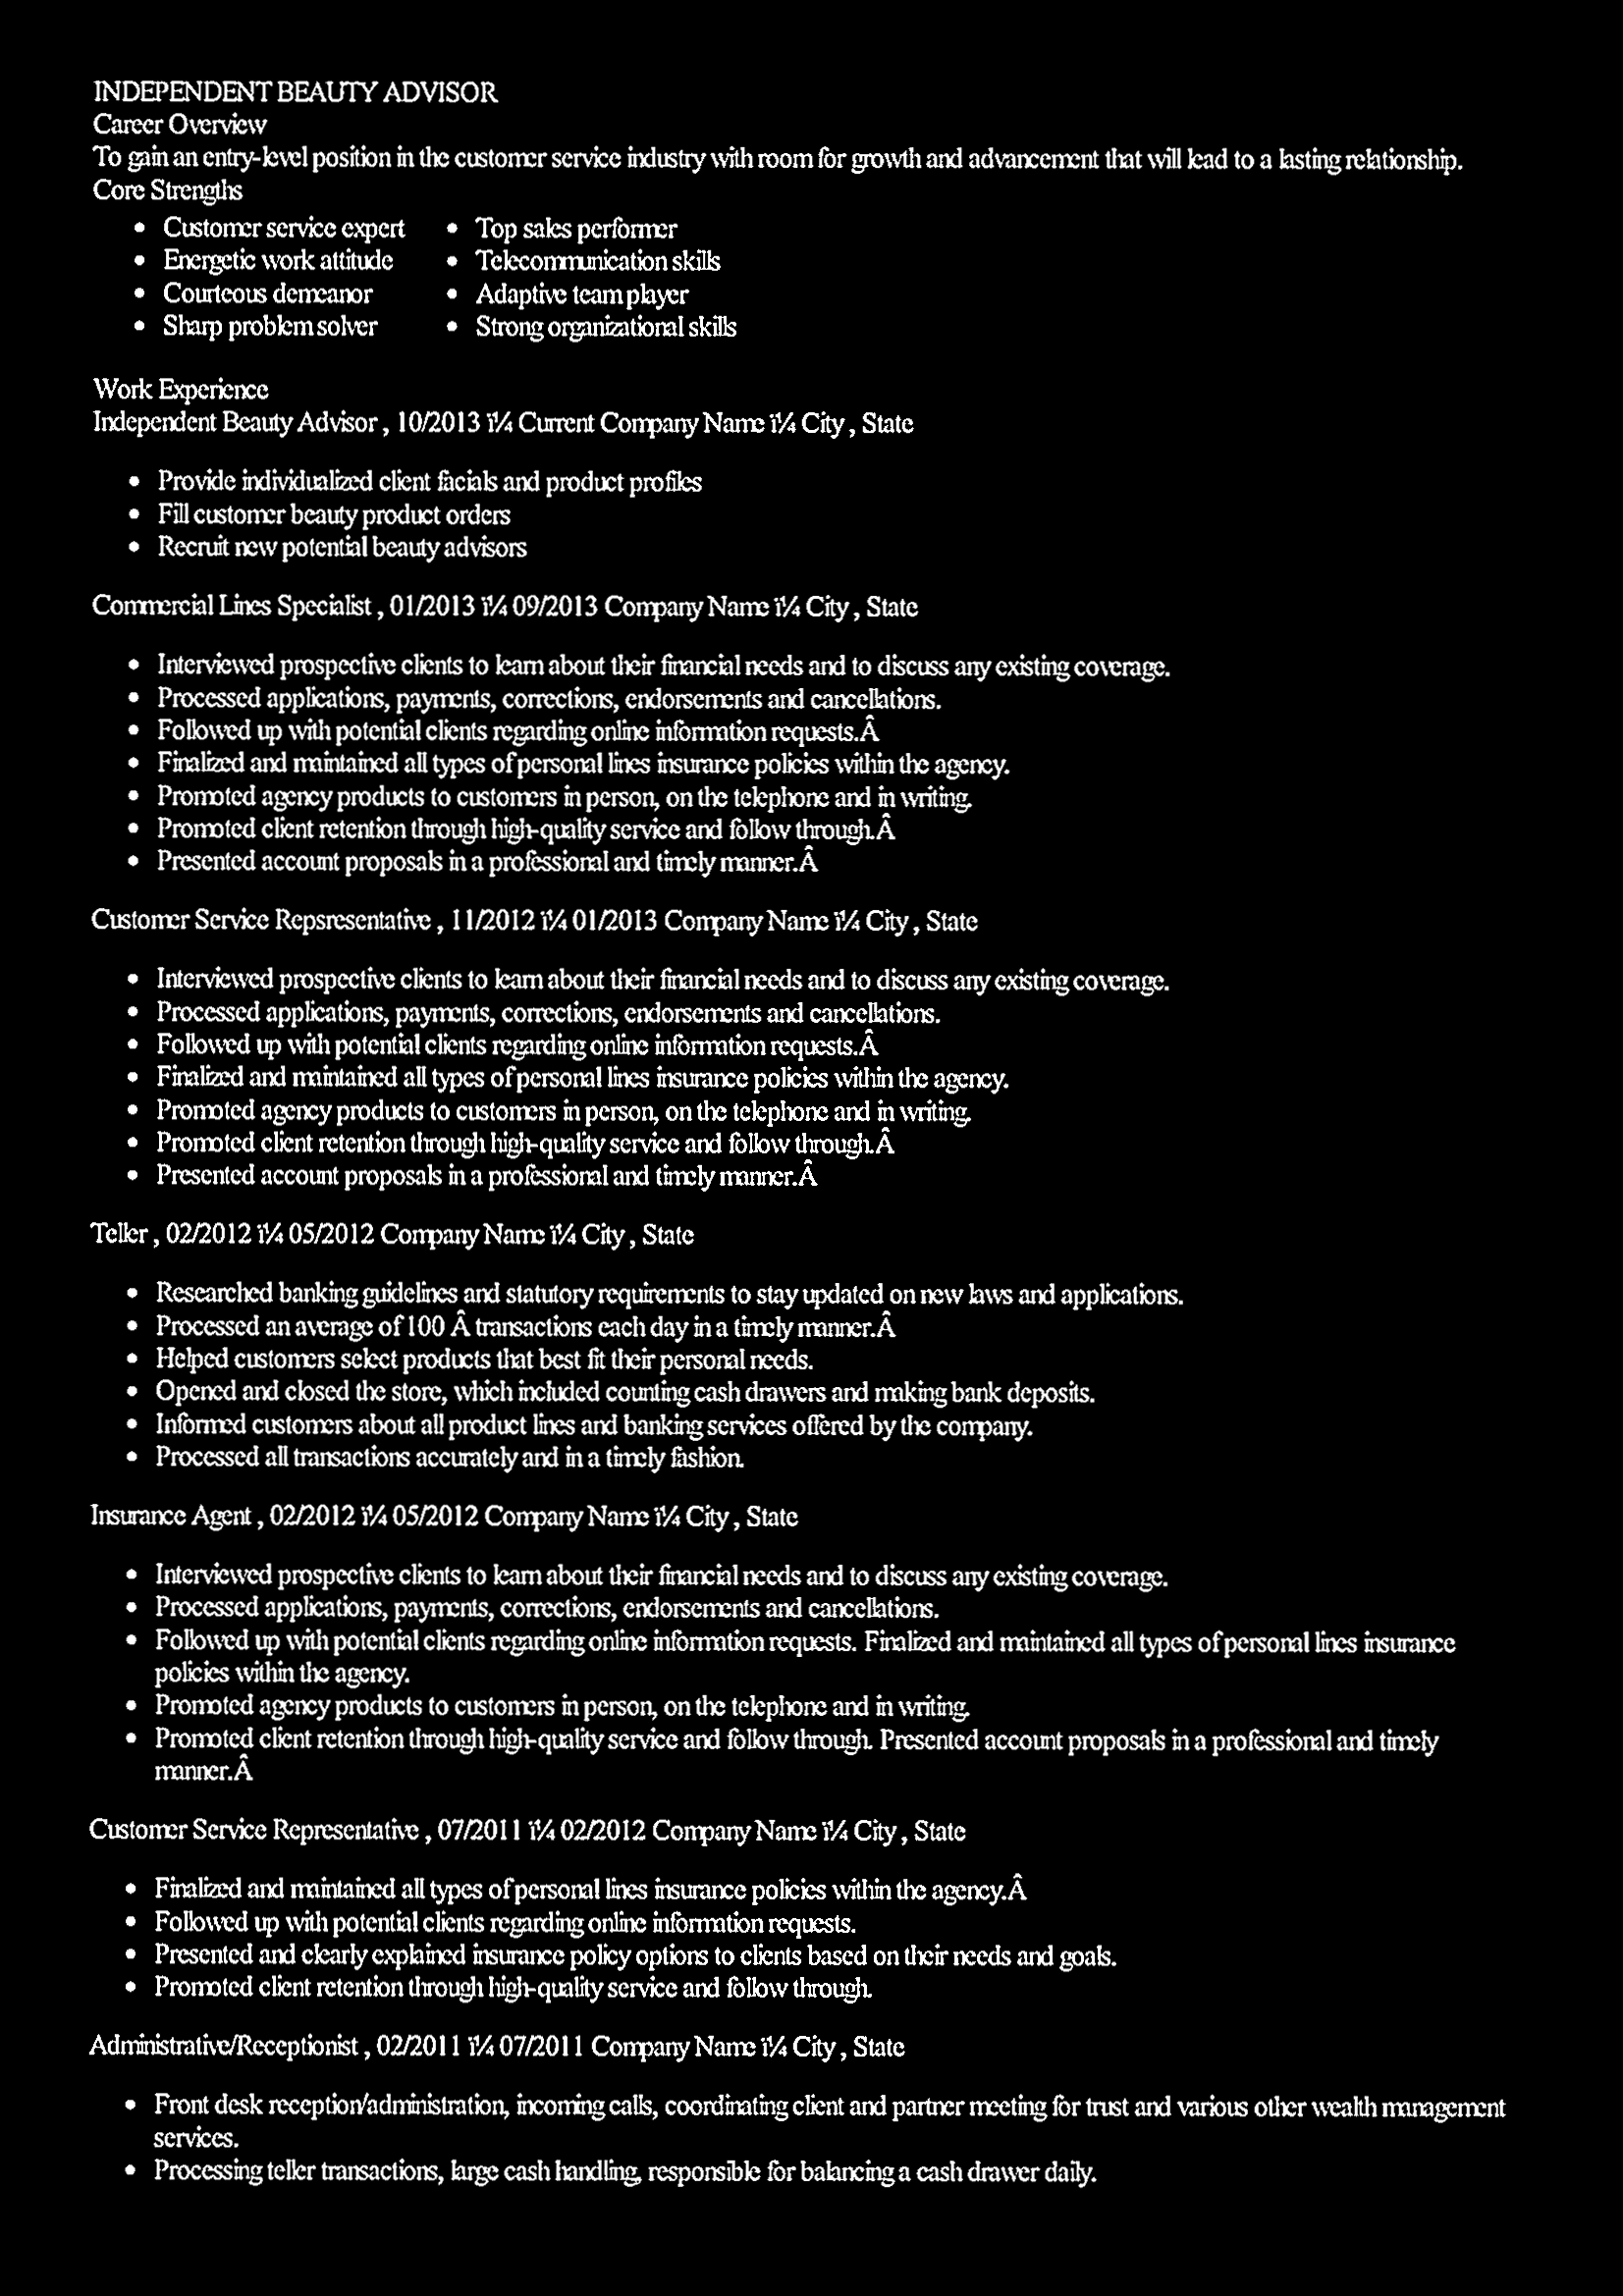 INDEPENDENT BEAUTY ADVISOR
Career Overview
To gain an entry-level position in the customer service industry with room for growth and advancement that will lead to a lasting relationship.
Core Strengths
• Customer service expert • Top sales performer
• Energetic work attitude • Telecommunication skills
• Courteous demeanor • Adaptive team player
• Sharp problem solver • Strong organizational skills
Work Experience
Independent Beauty Advisor , 10/2013 ï¼ Current Company Name ï¼ City , State
• Provide individualized client facials and product profiles
• Fill customer beauty product orders
• Recruit new potential beauty advisors
Commercial Lines Specialist , 01/2013 ï¼ 09/2013 Company Name ï¼ City , State
• Interviewed prospective clients to learn about their financial needs and to discuss any existing coverage.
• Processed applications, payments, corrections, endorsements and cancellations.
• Followed up with potential clients regarding online information requests.Â
• Finalized and maintained all types of personal lines insurance policies within the agency.
• Promoted agency products to customers in person, on the telephone and in writing.
• Promoted client retention through high-quality service and follow through.Â
• Presented account proposals in a professional and timely manner.Â
Customer Service Repsresentative , 11/2012 ï¼ 01/2013 Company Name ï¼ City , State
• Interviewed prospective clients to learn about their financial needs and to discuss any existing coverage.
• Processed applications, payments, corrections, endorsements and cancellations.
• Followed up with potential clients regarding online information requests.Â
• Finalized and maintained all types of personal lines insurance policies within the agency.
• Promoted agency products to customers in person, on the telephone and in writing.
• Promoted client retention through high-quality service and follow through.Â
• Presented account proposals in a professional and timely manner.Â
Teller , 02/2012 ï¼ 05/2012 Company Name ï¼ City , State
• Researched banking guidelines and statutory requirements to stay updated on new laws and applications.
• Processed an average of 100 Â transactions each day in a timely manner.Â
• Helped customers select products that best fit their personal needs.
• Opened and closed the store, which included counting cash drawers and making bank deposits.
• Informed customers about all product lines and banking services offered by the company.
• Processed all transactions accurately and in a timely fashion.
Insurance Agent , 02/2012 ï¼ 05/2012 Company Name ï¼ City , State
• Interviewed prospective clients to learn about their financial needs and to discuss any existing coverage.
• Processed applications, payments, corrections, endorsements and cancellations.
• Followed up with potential clients regarding online information requests. Finalized and maintained all types of personal lines insurance
policies within the agency.
• Promoted agency products to customers in person, on the telephone and in writing.
• Promoted client retention through high-quality service and follow through. Presented account proposals in a professional and timely
manner.Â
Customer Service Representative , 07/2011 ï¼ 02/2012 Company Name ï¼ City , State
• Finalized and maintained all types of personal lines insurance policies within the agency.Â
• Followed up with potential clients regarding online information requests.
• Presented and clearly explained insurance policy options to clients based on their needs and goals.
• Promoted client retention through high-quality service and follow through.
Administrative/Receptionist , 02/2011 ï¼ 07/2011 Company Name ï¼ City , State
• Front desk reception/administration, incoming calls, coordinating client and partner meeting for trust and various other wealth management
services.
• Processing teller transactions, large cash handling, responsible for balancing a cash drawer daily.